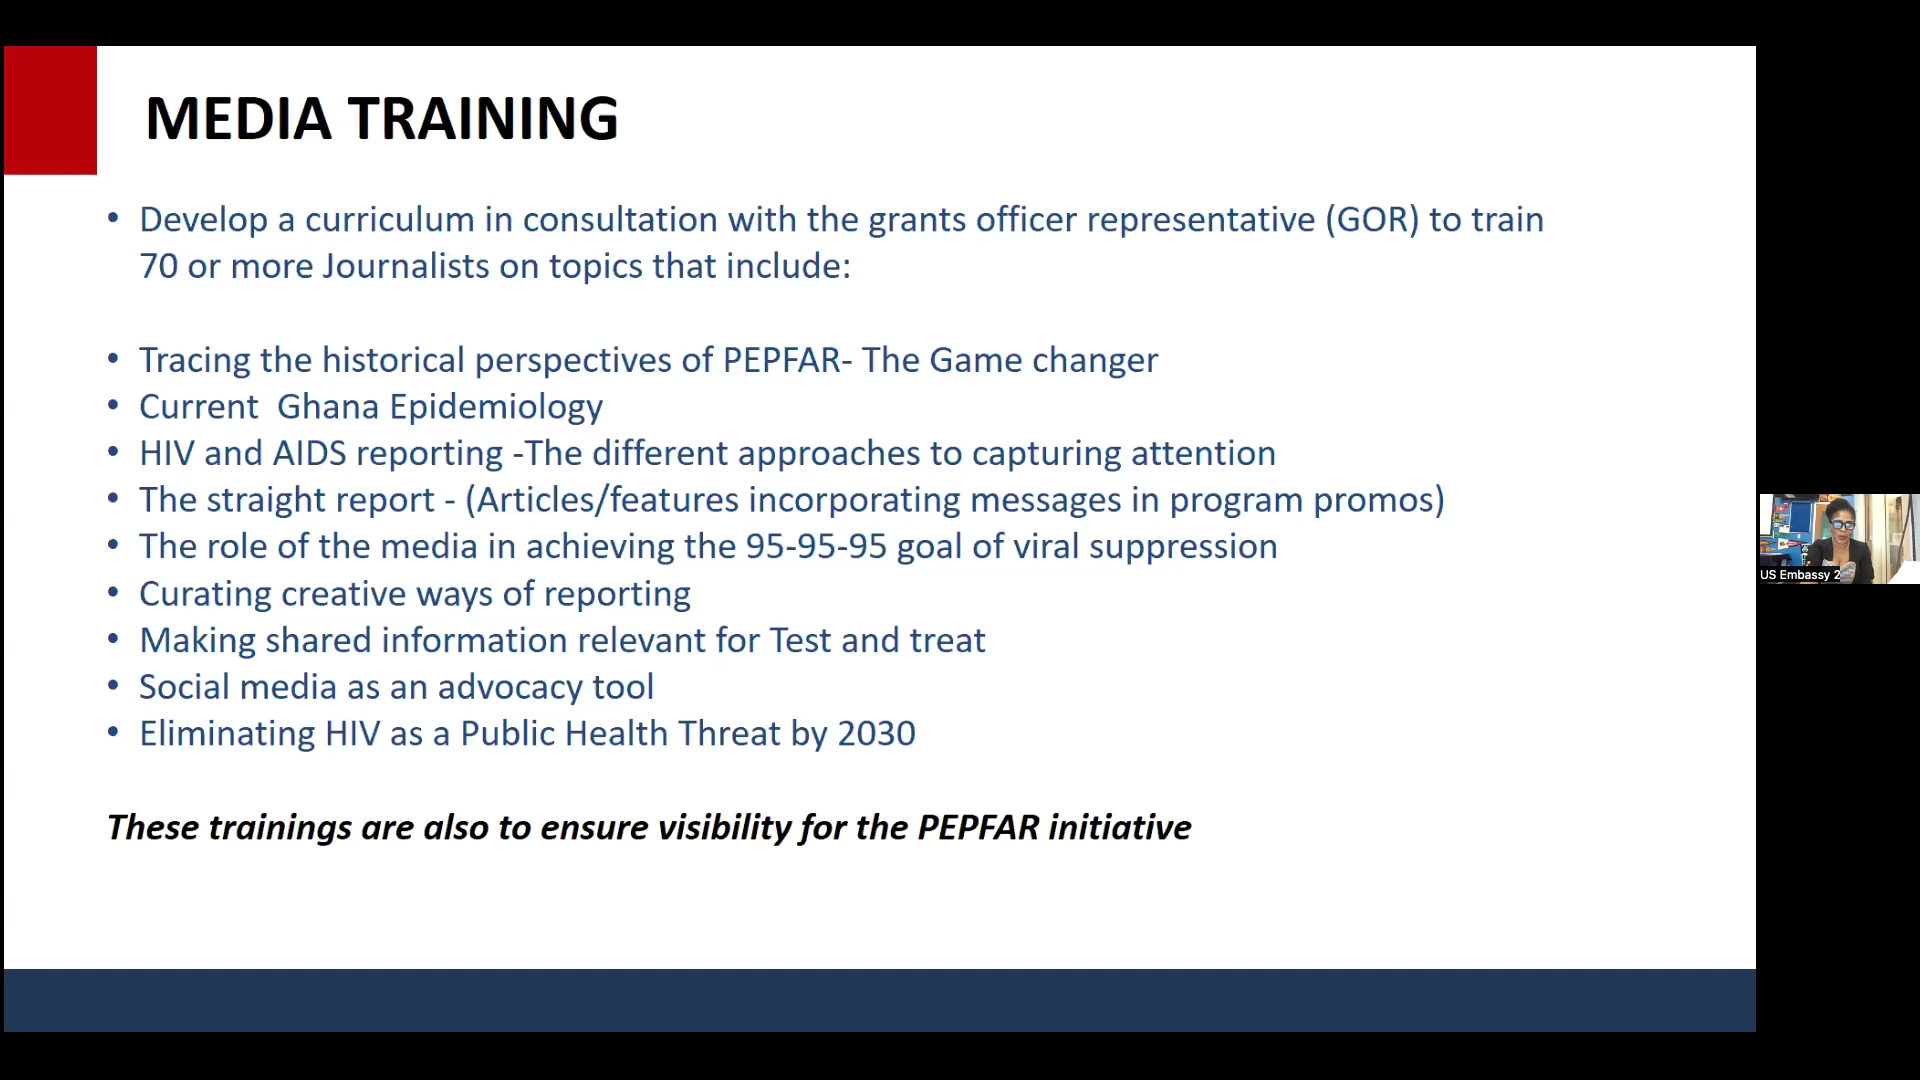 MEDIA TRAINING
• Develop a curriculum in consultation with the grants officer representative (GOR) to train
70 or more Journalists on topics that include:
• Tracing the historical perspectives of PEPFAR- The Game changer
• Current  Ghana Epidemiology
• HIV and AIDS reporting -The different approaches to capturing attention
• The straight report - (Articles/features incorporating messages in program promos)
• The role of the media in achieving the 95-95-95 goal of viral suppression
• Curating creative ways of reporting
• Making shared information relevant for Test and treat
• Social media as an advocacy tool
• Eliminating HIV as a Public Health Threat by 2030
These trainings are also to ensure visibility for the PEPFAR initiative
US Embassy 2